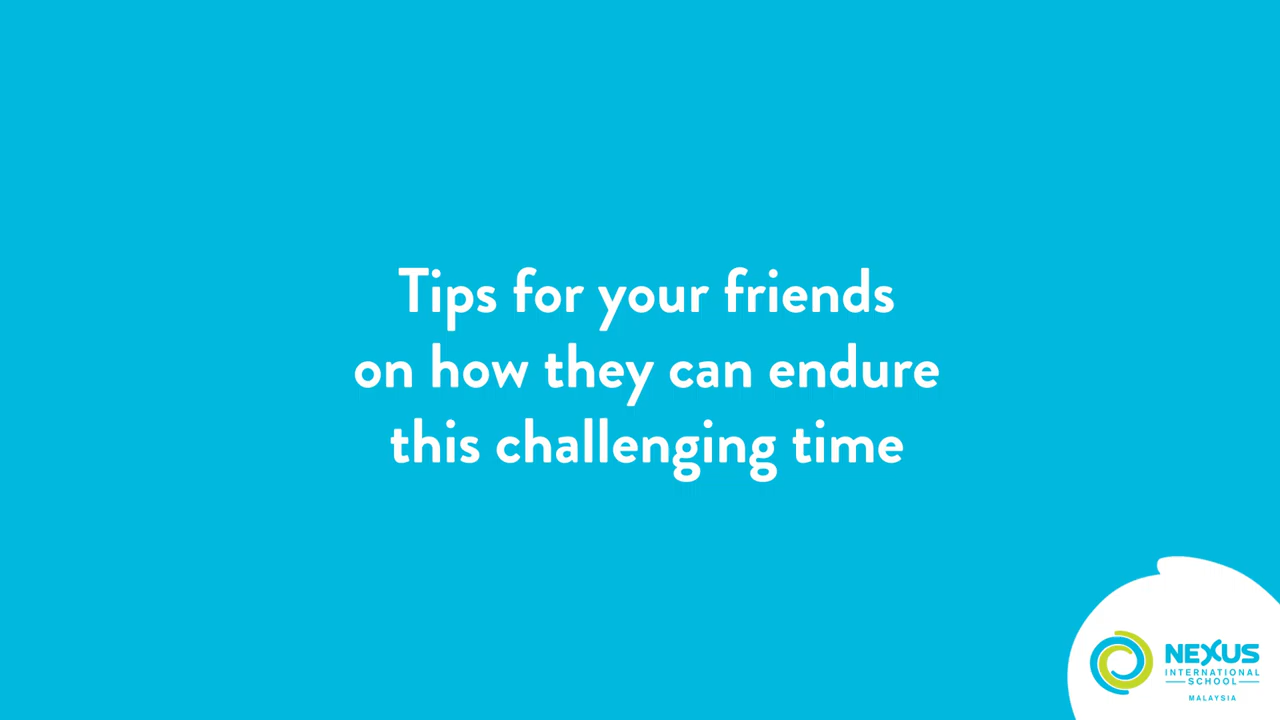 Tips for your friends
on how they can endure
this challenging time
NEXUS
INTERNATIONAL
SCHOOL
MALAYSIA